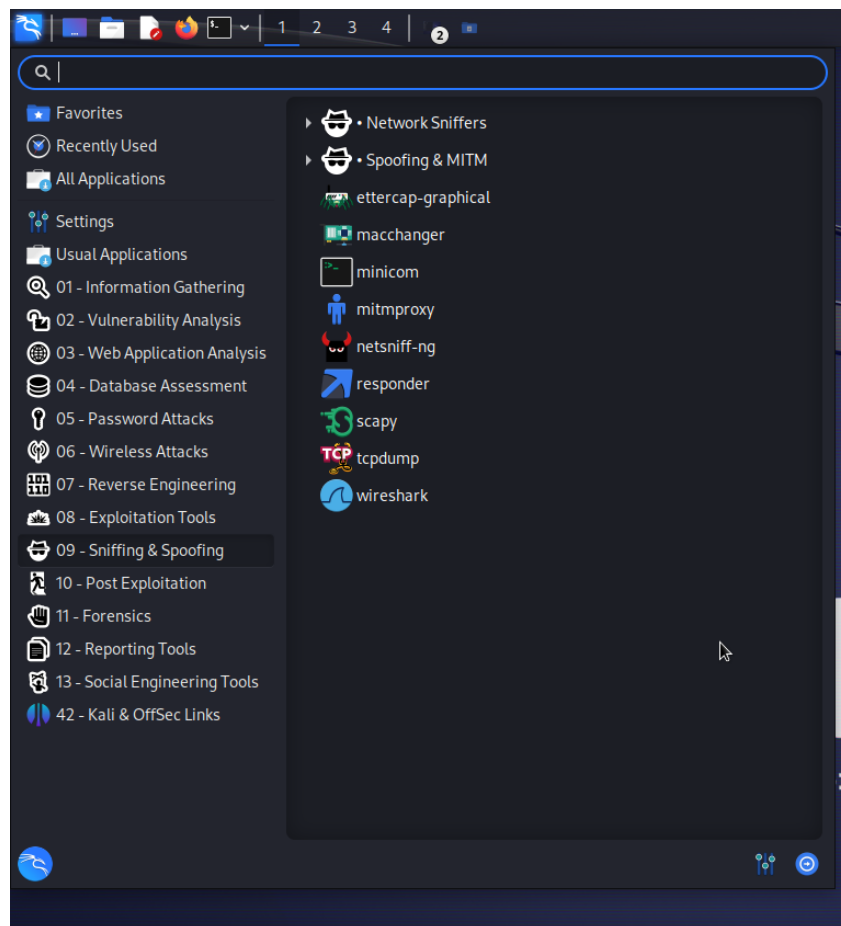 1 2 3 4
2
Favorites
Recently Used
All Applications
Settings
Usual Applications
01 - Information Gathering
02 - Vulnerability Analysis
03 - Web Application Analysis
04 - Database Assessment
05 - Password Attacks
06 - Wireless Attacks
07 - Reverse Engineering
08 - Exploitation Tools
09 - Sniffing & Spoofing
10 - Post Exploitation
11 - Forensics
12 - Reporting Tools
13 - Social Engineering Tools
42 - Kali & OffSec Links
• Network Sniffers
• Spoofing & MITM
ettercap-graphical
macchanger
minicom
mitmproxy
netsniff-ng
responder
scapy
TCP
tcpdump
wireshark